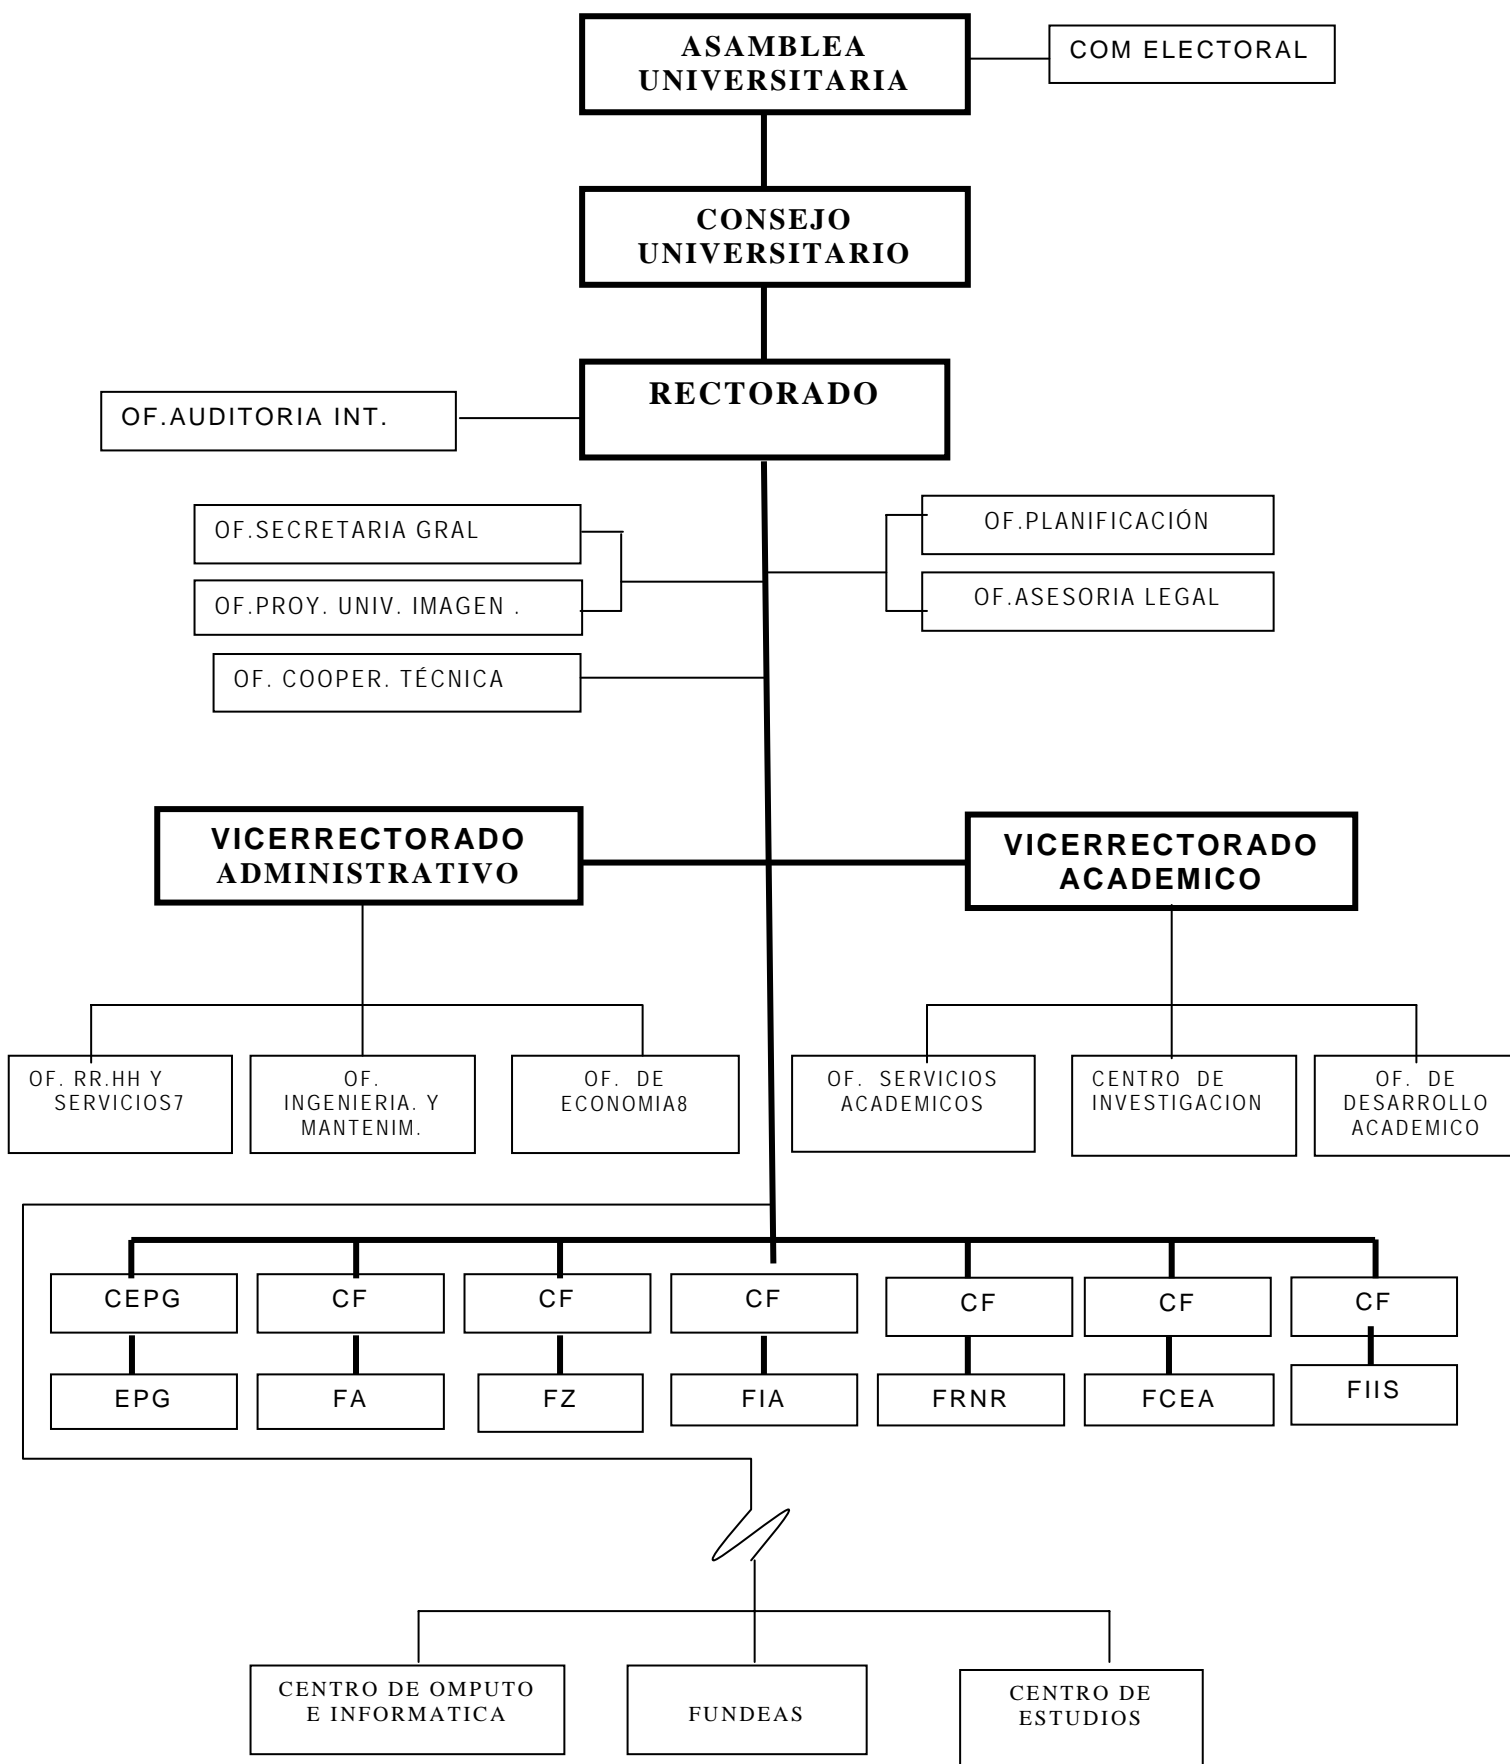 ASAMBLEA
UNIVERSITARIA
COM ELECTORAL
CONSEJO
UNIVERSITARIO
RECTORADO
OF.AUDITORIA INT.
OF.SECRETARIA GRAL
OF.PLANIFICACIÓN
OF.PROY. UNIV. IMAGEN .
OF.ASESORIA LEGAL
OF. COOPER. TÉCNICA
VICERRECTORADO
ADMINISTRATIVO
VICERRECTORADO
ACADEMICO
OF. RR.HH Y
SERVICIOS7
OF.
INGENIERIA. Y
MANTENIM.
OF. DE
ECONOMIA8
OF. SERVICIOS
ACADEMICOS
CENTRO DE
INVESTIGACION
OF. DE
DESARROLLO
ACADEMICO
CEPG
CF
CF
CF
CF
CF
CF
EPG
FA
FZ
FIA
FRNR
FCEA
FIIS
CENTRO DE OMPUTO
E INFORMATICA
FUNDEAS
CENTRO DE
ESTUDIOS